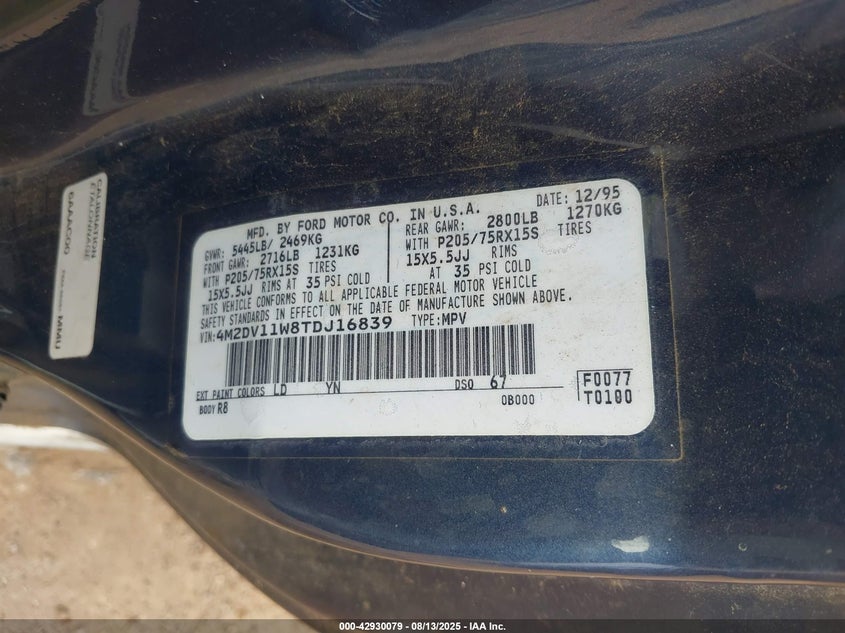 CALIBRATION
ETALONNAGE
MFD. BY FORD MOTOR CO. IN U.S.A.
DATE: 12/95
GVWR: 5445LB/ 2469KG
FRONT GAWR: 2716LB 1231KG
WITH P205/75RX15S TIRES
15X5.5JJ RIMS AT 35 PSI COLD
REAR GAWR: 2800LB 1270KG
WITH P205/75RX15S TIRES
15X5.5JJ RIMS
AT 35 PSI COLD
THIS VEHICLE CONFORMS TO ALL APPLICABLE FEDERAL MOTOR VEHICLE
SAFETY STANDARDS IN EFFECT ON THE DATE OF MANUFACTURE SHOWN ABOVE.
VIN: 4M2DV11W8TDJ16839 TYPE: MPV
EXT PAINT COLORS LD YN DSO 67
BODY R8 0B000
F0077
T0100
000-42930079 - 08/13/2025 - IAA Inc.